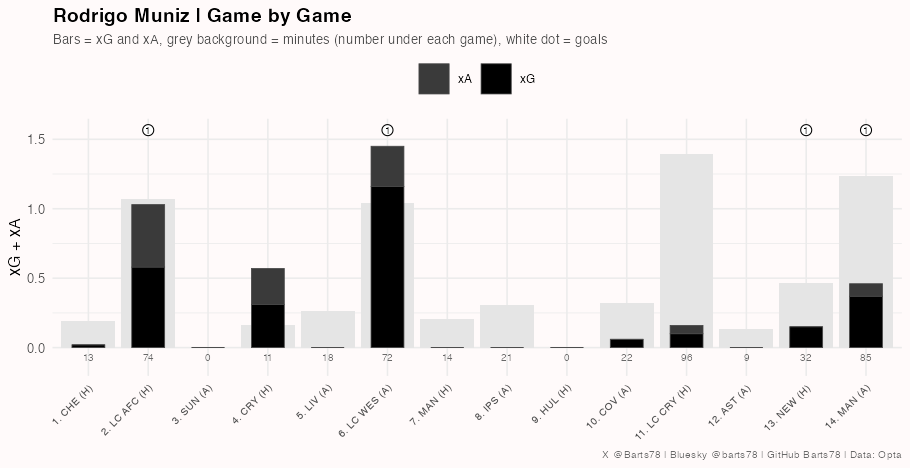 Rodrigo Muniz | Game by Game
Bars = xG and xA, grey background = minutes (number under each game), white dot = goals
xA xG
1 1 1 1
xG + xA
1.5
1.0
0.5
0.0
13 74 0 11 18 72 14 21 0 22 96 9 32 85
1. CHE (H)
2. LC AFC (H)
3. SUN (A)
4. CRY (H)
5. LIV (A)
6. LC WES (A)
7. MAN (H)
8. IPS (A)
9. HUL (H)
10. COV (A)
11. LC CRY (H)
12. AST (A)
13. NEW (H)
14. MAN (A)
X @Barts78 | Bluesky @barts78 | GitHub Barts78 | Data: Opta